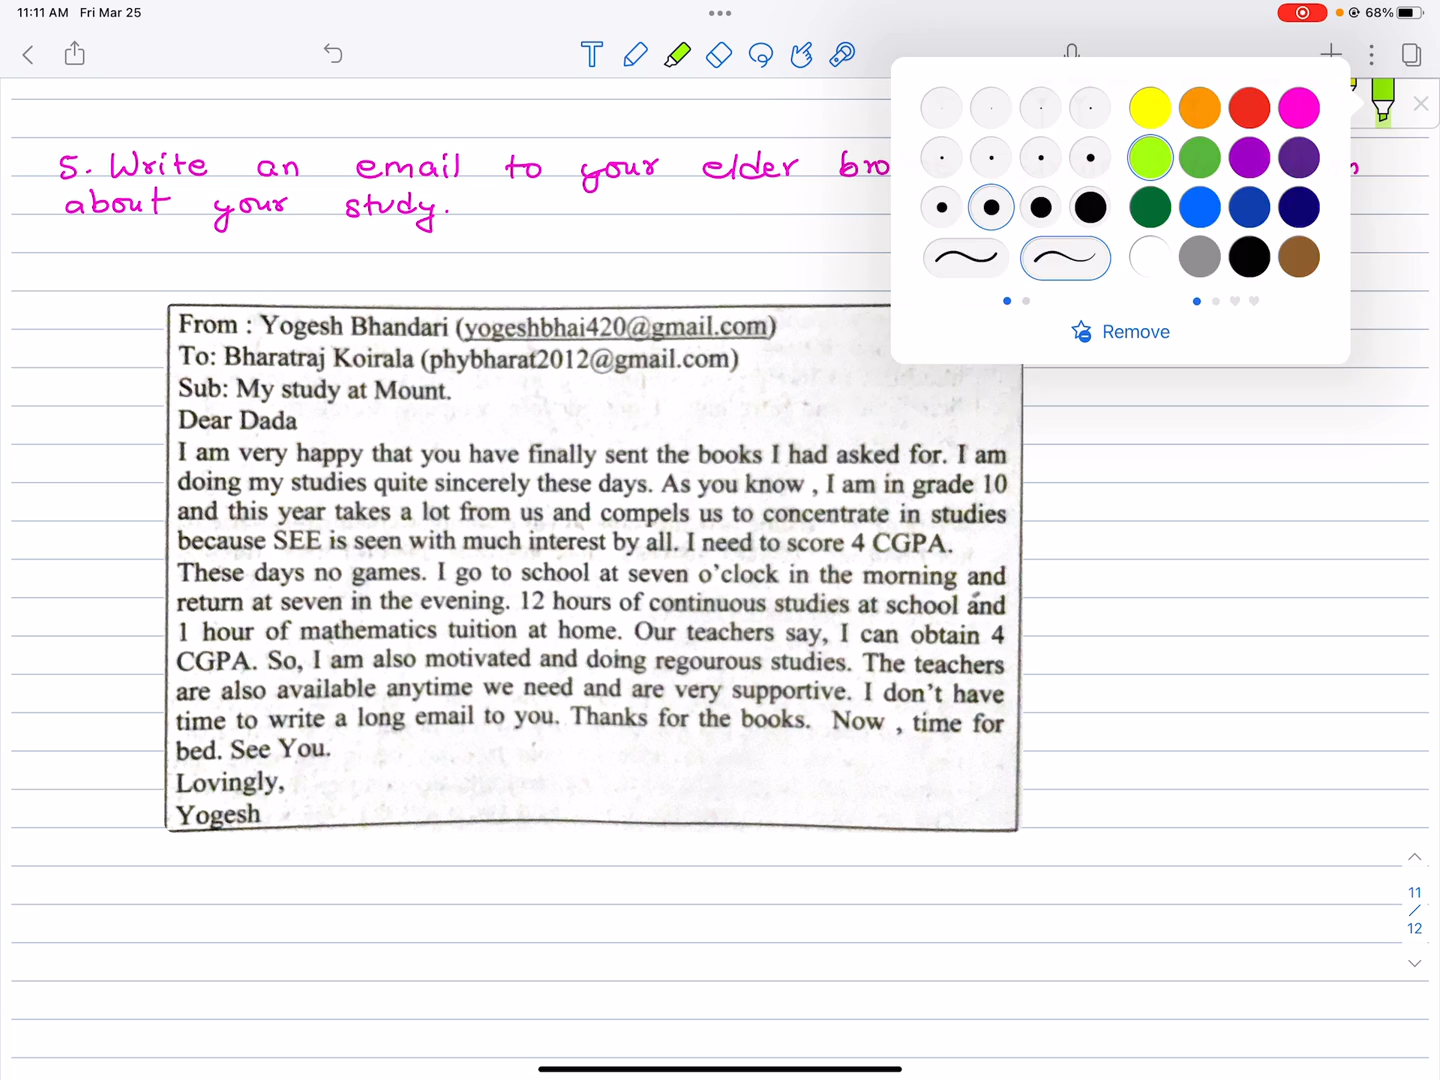 11:11 AM Fri Mar 25
68%
5. Write an email to your elder bro
about your study.
Remove
From : Yogesh Bhandari (yogeshbhai420@gmail.com)
To: Bharatraj Koirala (phybharat2012@gmail.com)
Sub: My study at Mount.
Dear Dada
I am very happy that you have finally sent the books I had asked for. I am
doing my studies quite sincerely these days. As you know , I am in grade 10
and this year takes a lot from us and compels us to concentrate in studies
because SEE is seen with much interest by all. I need to score 4 CGPA.
These days no games. I go to school at seven o’clock in the morning and
return at seven in the evening. 12 hours of continuous studies at school and
1 hour of mathematics tuition at home. Our teachers say, I can obtain 4
CGPA. So, I am also motivated and doing regourous studies. The teachers
are also available anytime we need and are very supportive. I don’t have
time to write a long email to you. Thanks for the books. Now , time for
bed. See You.
Lovingly,
Yogesh
11
/
12